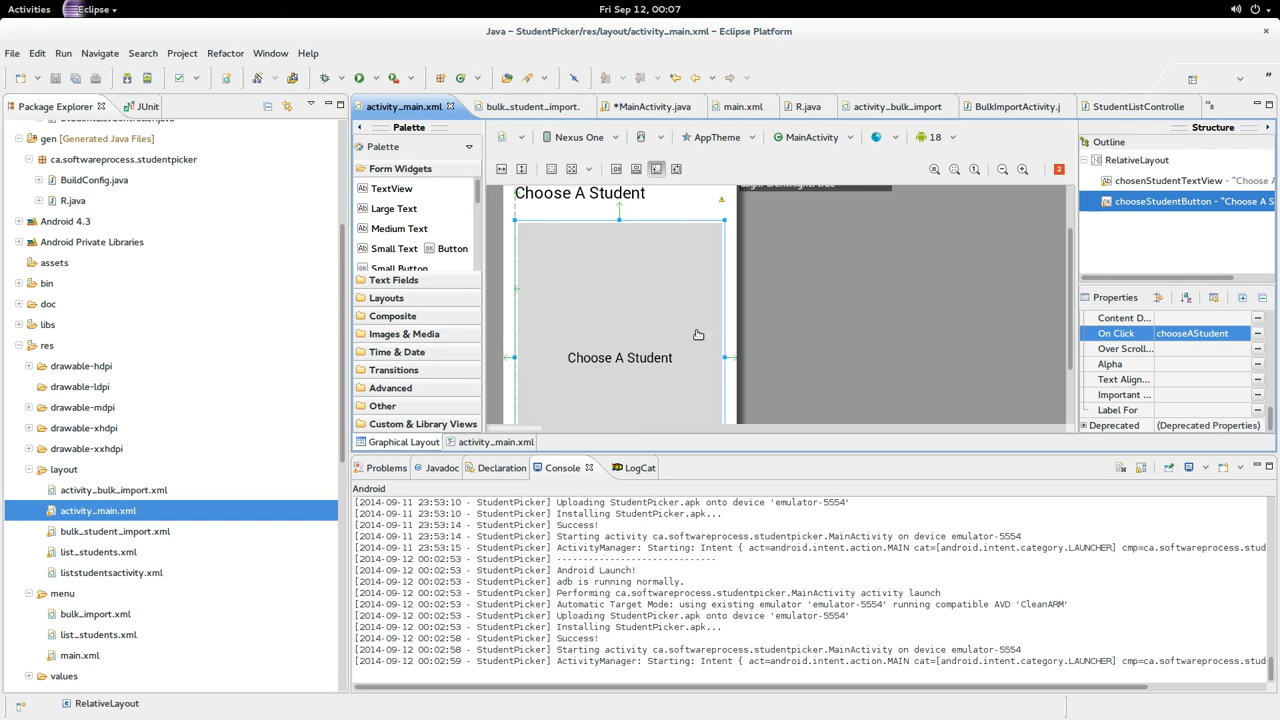 Activities
Eclipse
Fri Sep 12, 00:07
Java – StudentPicker/res/layout/activity_main.xml – Eclipse Platform
File Edit Run Navigate Search Project Refactor Window Help
Package Explorer
JUnit
gen [Generated Java Files]
ca.softwareprocess.studentpicker
BuildConfig.java
R.java
Android 4.3
Android Private Libraries
assets
bin
doc
libs
res
drawable-hdpi
drawable-ldpi
drawable-mdpi
drawable-xhdpi
drawable-xxhdpi
layout
activity_bulk_import.xml
activity_main.xml
bulk_student_import.xml
list_students.xml
liststudentsactivity.xml
menu
bulk_import.xml
list_students.xml
main.xml
values
activity_main.xml
bulk_student_import.
*MainActivity.java
main.xml
R.java
activity_bulk_import
BulkImportActivity.j
StudentListControlle
»8
Palette
Palette
Form Widgets
TextView
Large Text
Medium Text
Small Text Button
Small Button
Text Fields
Layouts
Composite
Images & Media
Time & Date
Transitions
Advanced
Other
Custom & Library Views
Nexus One
AppTheme
MainActivity
18
2
Choose A Student
Choose A Student
Graphical Layout
activity_main.xml
Structure
Outline
RelativeLayout
chosenStudentTextView - "Choose A
chooseStudentButton - "Choose A S
Properties
Content D...
On Click chooseAStudent
Over Scroll...
Alpha
Text Align...
Important ...
Label For
Deprecated (Deprecated Properties)
Problems
Javadoc
Declaration
Console
LogCat
Android
[2014-09-11 23:53:10 - StudentPicker] Uploading StudentPicker.apk onto device 'emulator-5554'
[2014-09-11 23:53:10 - StudentPicker] Installing StudentPicker.apk...
[2014-09-11 23:53:14 - StudentPicker] Success!
[2014-09-11 23:53:14 - StudentPicker] Starting activity ca.softwareprocess.studentpicker.MainActivity on device emulator-5554
[2014-09-11 23:53:15 - StudentPicker] ActivityManager: Starting: Intent { act=android.intent.action.MAIN cat=[android.intent.category.LAUNCHER] cmp=ca.softwareprocess.stud
[2014-09-12 00:02:53 - StudentPicker] ------------------------------
[2014-09-12 00:02:53 - StudentPicker] Android Launch!
[2014-09-12 00:02:53 - StudentPicker] adb is running normally.
[2014-09-12 00:02:53 - StudentPicker] Performing ca.softwareprocess.studentpicker.MainActivity activity launch
[2014-09-12 00:02:53 - StudentPicker] Automatic Target Mode: using existing emulator 'emulator-5554' running compatible AVD 'CleanARM'
[2014-09-12 00:02:53 - StudentPicker] Uploading StudentPicker.apk onto device 'emulator-5554'
[2014-09-12 00:02:53 - StudentPicker] Installing StudentPicker.apk...
[2014-09-12 00:02:58 - StudentPicker] Success!
[2014-09-12 00:02:58 - StudentPicker] Starting activity ca.softwareprocess.studentpicker.MainActivity on device emulator-5554
[2014-09-12 00:02:59 - StudentPicker] ActivityManager: Starting: Intent { act=android.intent.action.MAIN cat=[android.intent.category.LAUNCHER] cmp=ca.softwareprocess.stud
RelativeLayout